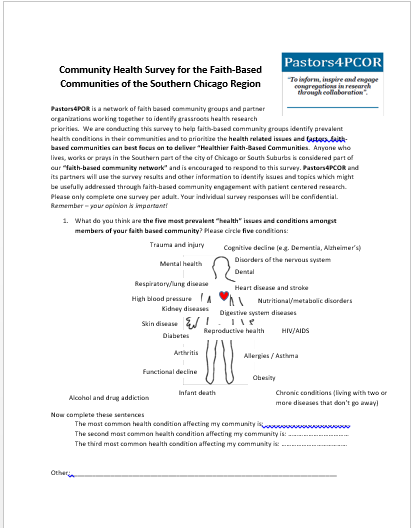 Community Health Survey for the Faith-Based
Communities of the Southern Chicago Region
Pastors4PCOR
"To inform, inspire and engage
congregations in research
through collaboration".
Pastors4PCOR is a network of faith based community groups and partner
organizations working together to identify grassroots health research
priorities. We are conducting this survey to help faith-based community groups identify prevalent
health conditions in their communities and to prioritize the health related issues and factors faith-
based communities can best focus on to deliver "Healthier Faith-Based Communities. Anyone who
lives, works or prays in the Southern part of the city of Chicago or South Suburbs is considered part of
our "faith-based community network" and is encouraged to respond to this survey. Pastors4PCOR and
its partners will use the survey results and other information to identify issues and topics which might
be usefully addressed through faith-based community engagement with patient centered research.
Please only complete one survey per adult. Your individual survey responses will be confidential.
Remember – your opinion is important!
1. What do you think are the five most prevalent "health" issues and conditions amongst
members of your faith based community? Please circle five conditions:
Trauma and injury
Cognitive decline (e.g. Dementia, Alzheimer's)
Mental health
Disorders of the nervous system
Dental
Respiratory/lung disease
Heart disease and stroke
High blood pressure
Nutritional/metabolic disorders
Kidney diseases
Digestive system diseases
Skin disease
Reproductive health
HIV/AIDS
Diabetes
Arthritis
Allergies / Asthma
Functional decline
Obesity
Infant death
Chronic conditions (living with two or
more diseases that don't go away)
Alcohol and drug addiction
Now complete these sentences
The most common health condition affecting my community is:
The second most common health condition affecting my community is: ........................
The third most common health condition affecting my community is: ........................
Other: